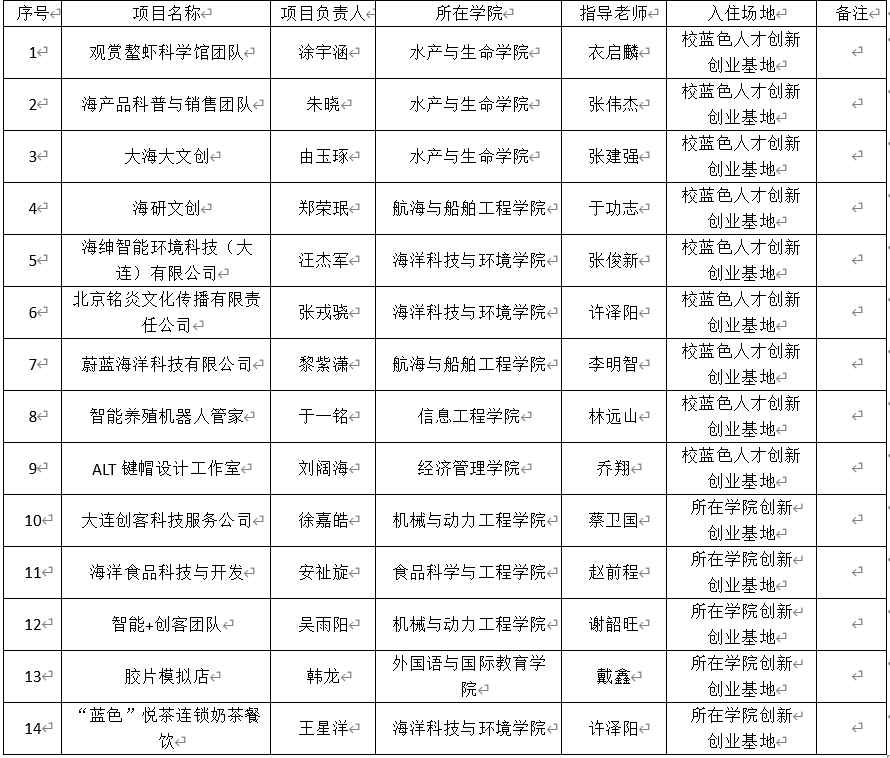 序号 项目名称 项目负责人 所在学院 指导老师 入住场地 备注
1 观赏螯虾科学馆团队 涂宇涵 水产与生命学院 衣启麟 校蓝色人才创新
创业基地
2 海产品科普与销售团队 朱晓 水产与生命学院 张伟杰 校蓝色人才创新
创业基地
3 大海大文创 由玉琢 水产与生命学院 张建强 校蓝色人才创新
创业基地
4 海研文创 郑荣珉 航海与船舶工程学院 于功志 校蓝色人才创新
创业基地
5 海绅智能环境科技（大
连）有限公司 汪杰军 海洋科技与环境学院 张俊新 校蓝色人才创新
创业基地
6 北京铭炎文化传播有限责
任公司 张戎骁 海洋科技与环境学院 许泽阳 校蓝色人才创新
创业基地
7 蔚蓝海洋科技有限公司 黎紫潇 航海与船舶工程学院 李明智 校蓝色人才创新
创业基地
8 智能养殖机器人管家 于一铭 信息工程学院 林远山 校蓝色人才创新
创业基地
9 ALT 键帽设计工作室 刘阔海 经济管理学院 乔翔 校蓝色人才创新
创业基地
10 大连创客科技服务公司 徐嘉皓 机械与动力工程学院 蔡卫国 所在学院创新
创业基地
11 海洋食品科技与开发 安祉旋 食品科学与工程学院 赵前程 所在学院创新
创业基地
12 智能+创客团队 吴雨阳 机械与动力工程学院 谢韶旺 所在学院创新
创业基地
13 胶片模拟店 韩龙 外国语与国际教育学
院 戴鑫 所在学院创新
创业基地
14 “蓝色”悦茶连锁奶茶餐
饮 王星洋 海洋科技与环境学院 许泽阳 所在学院创新
创业基地